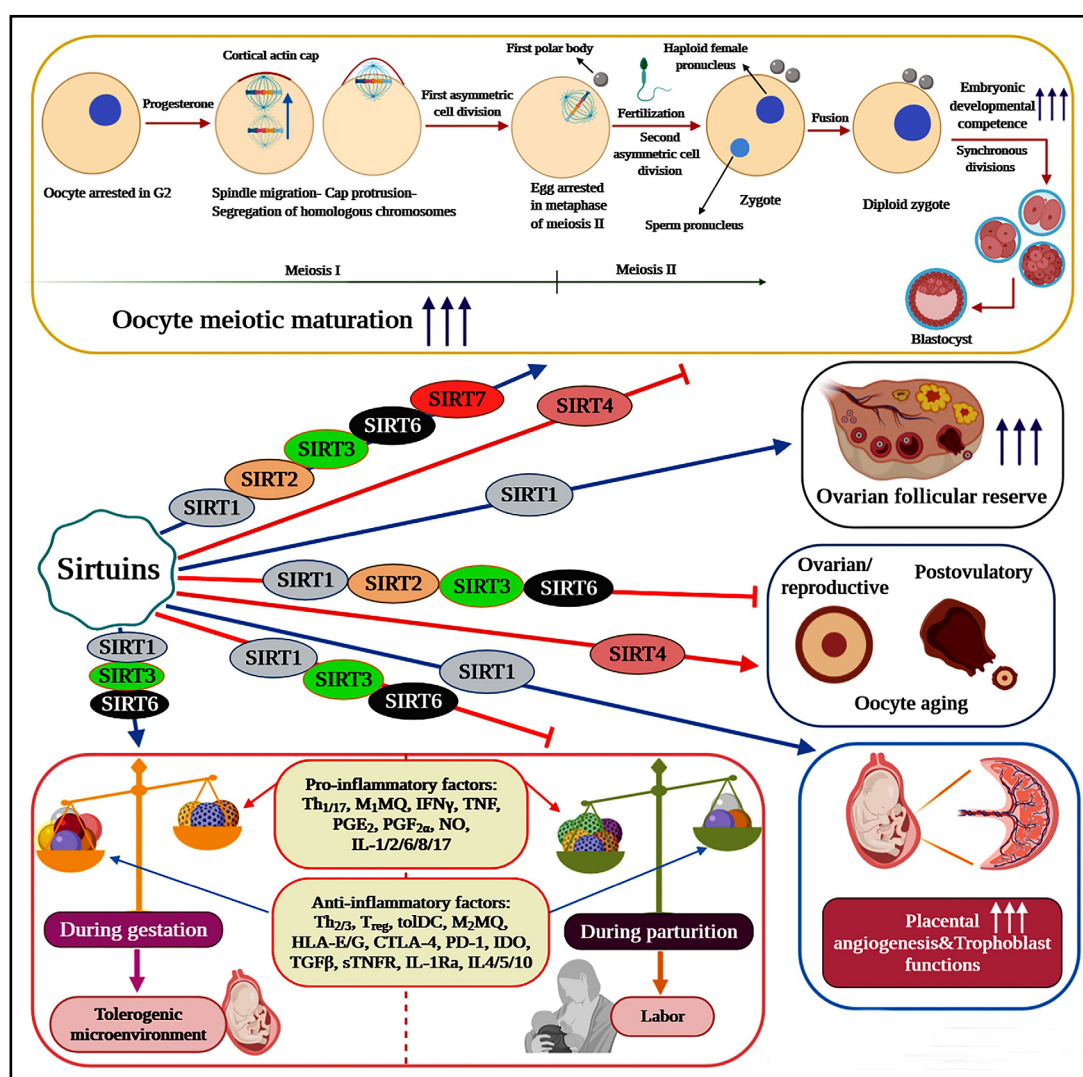 Cortical actin cap
First polar body
Haploid female
pronucleus
Progesterone
First asymmetric
cell division
Fertilization
Second
asymmetric cell
division
Fusion
Embryonic
developmental
competence
Synchronous
divisions
Oocyte arrested in G2
Spindle migration- Cap protrusion-
Segregation of homologous chromosomes
Egg arrested
in metaphase
of meiosis II
Zygote
Sperm pronucleus
Diploid zygote
Meiosis I
Meiosis II
Oocyte meiotic maturation
Blastocyst
SIRT7
SIRT6
SIRT3
SIRT2
SIRT1
SIRT4
SIRT1
Ovarian follicular reserve
Sirtuins
SIRT1
SIRT2
SIRT3
SIRT6
Ovarian/
reproductive
Postovulatory
Oocyte aging
SIRT4
SIRT1
SIRT3
SIRT6
SIRT1
SIRT3
SIRT6
SIRT1
Pro-inflammatory factors:
Th1/17, M1MQ, IFNγ, TNF,
PGE2, PGF2α, NO,
IL-1/2/6/8/17
Anti-inflammatory factors:
Th2/3, Treg, tolDC, M2MQ,
HLA-E/G, CTLA-4, PD-1, IDO,
TGFβ, sTNFR, IL-1Ra, IL4/5/10
During gestation
During parturition
Tolerogenic
microenvironment
Labor
Placental
angiogenesis&Trophoblast
functions